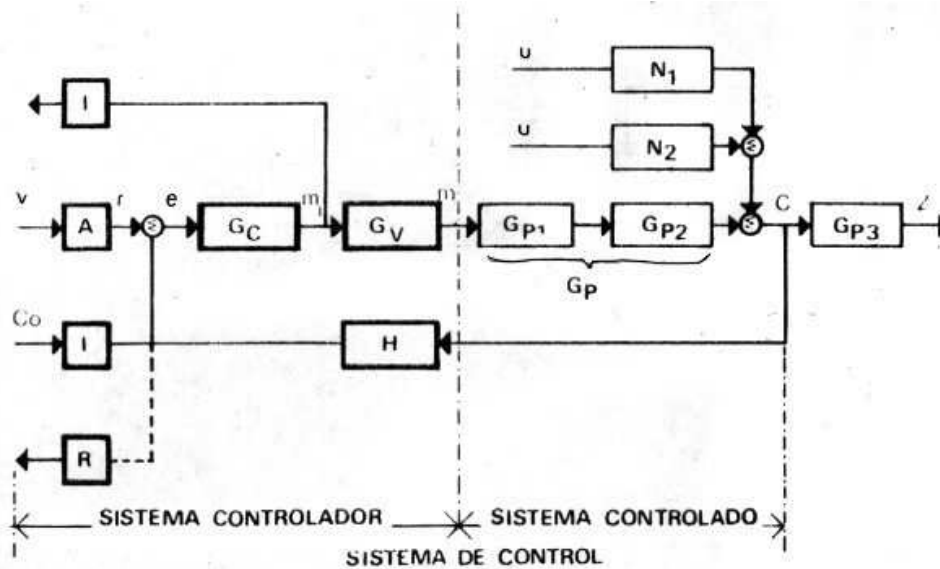 u
N1
I
u
N2
v
A
r
e
GC
m1
GV
m
GP1
GP2
C
GP3
GP
Co
I
H
R
SISTEMA CONTROLADOR
SISTEMA CONTROLADO
SISTEMA DE CONTROL